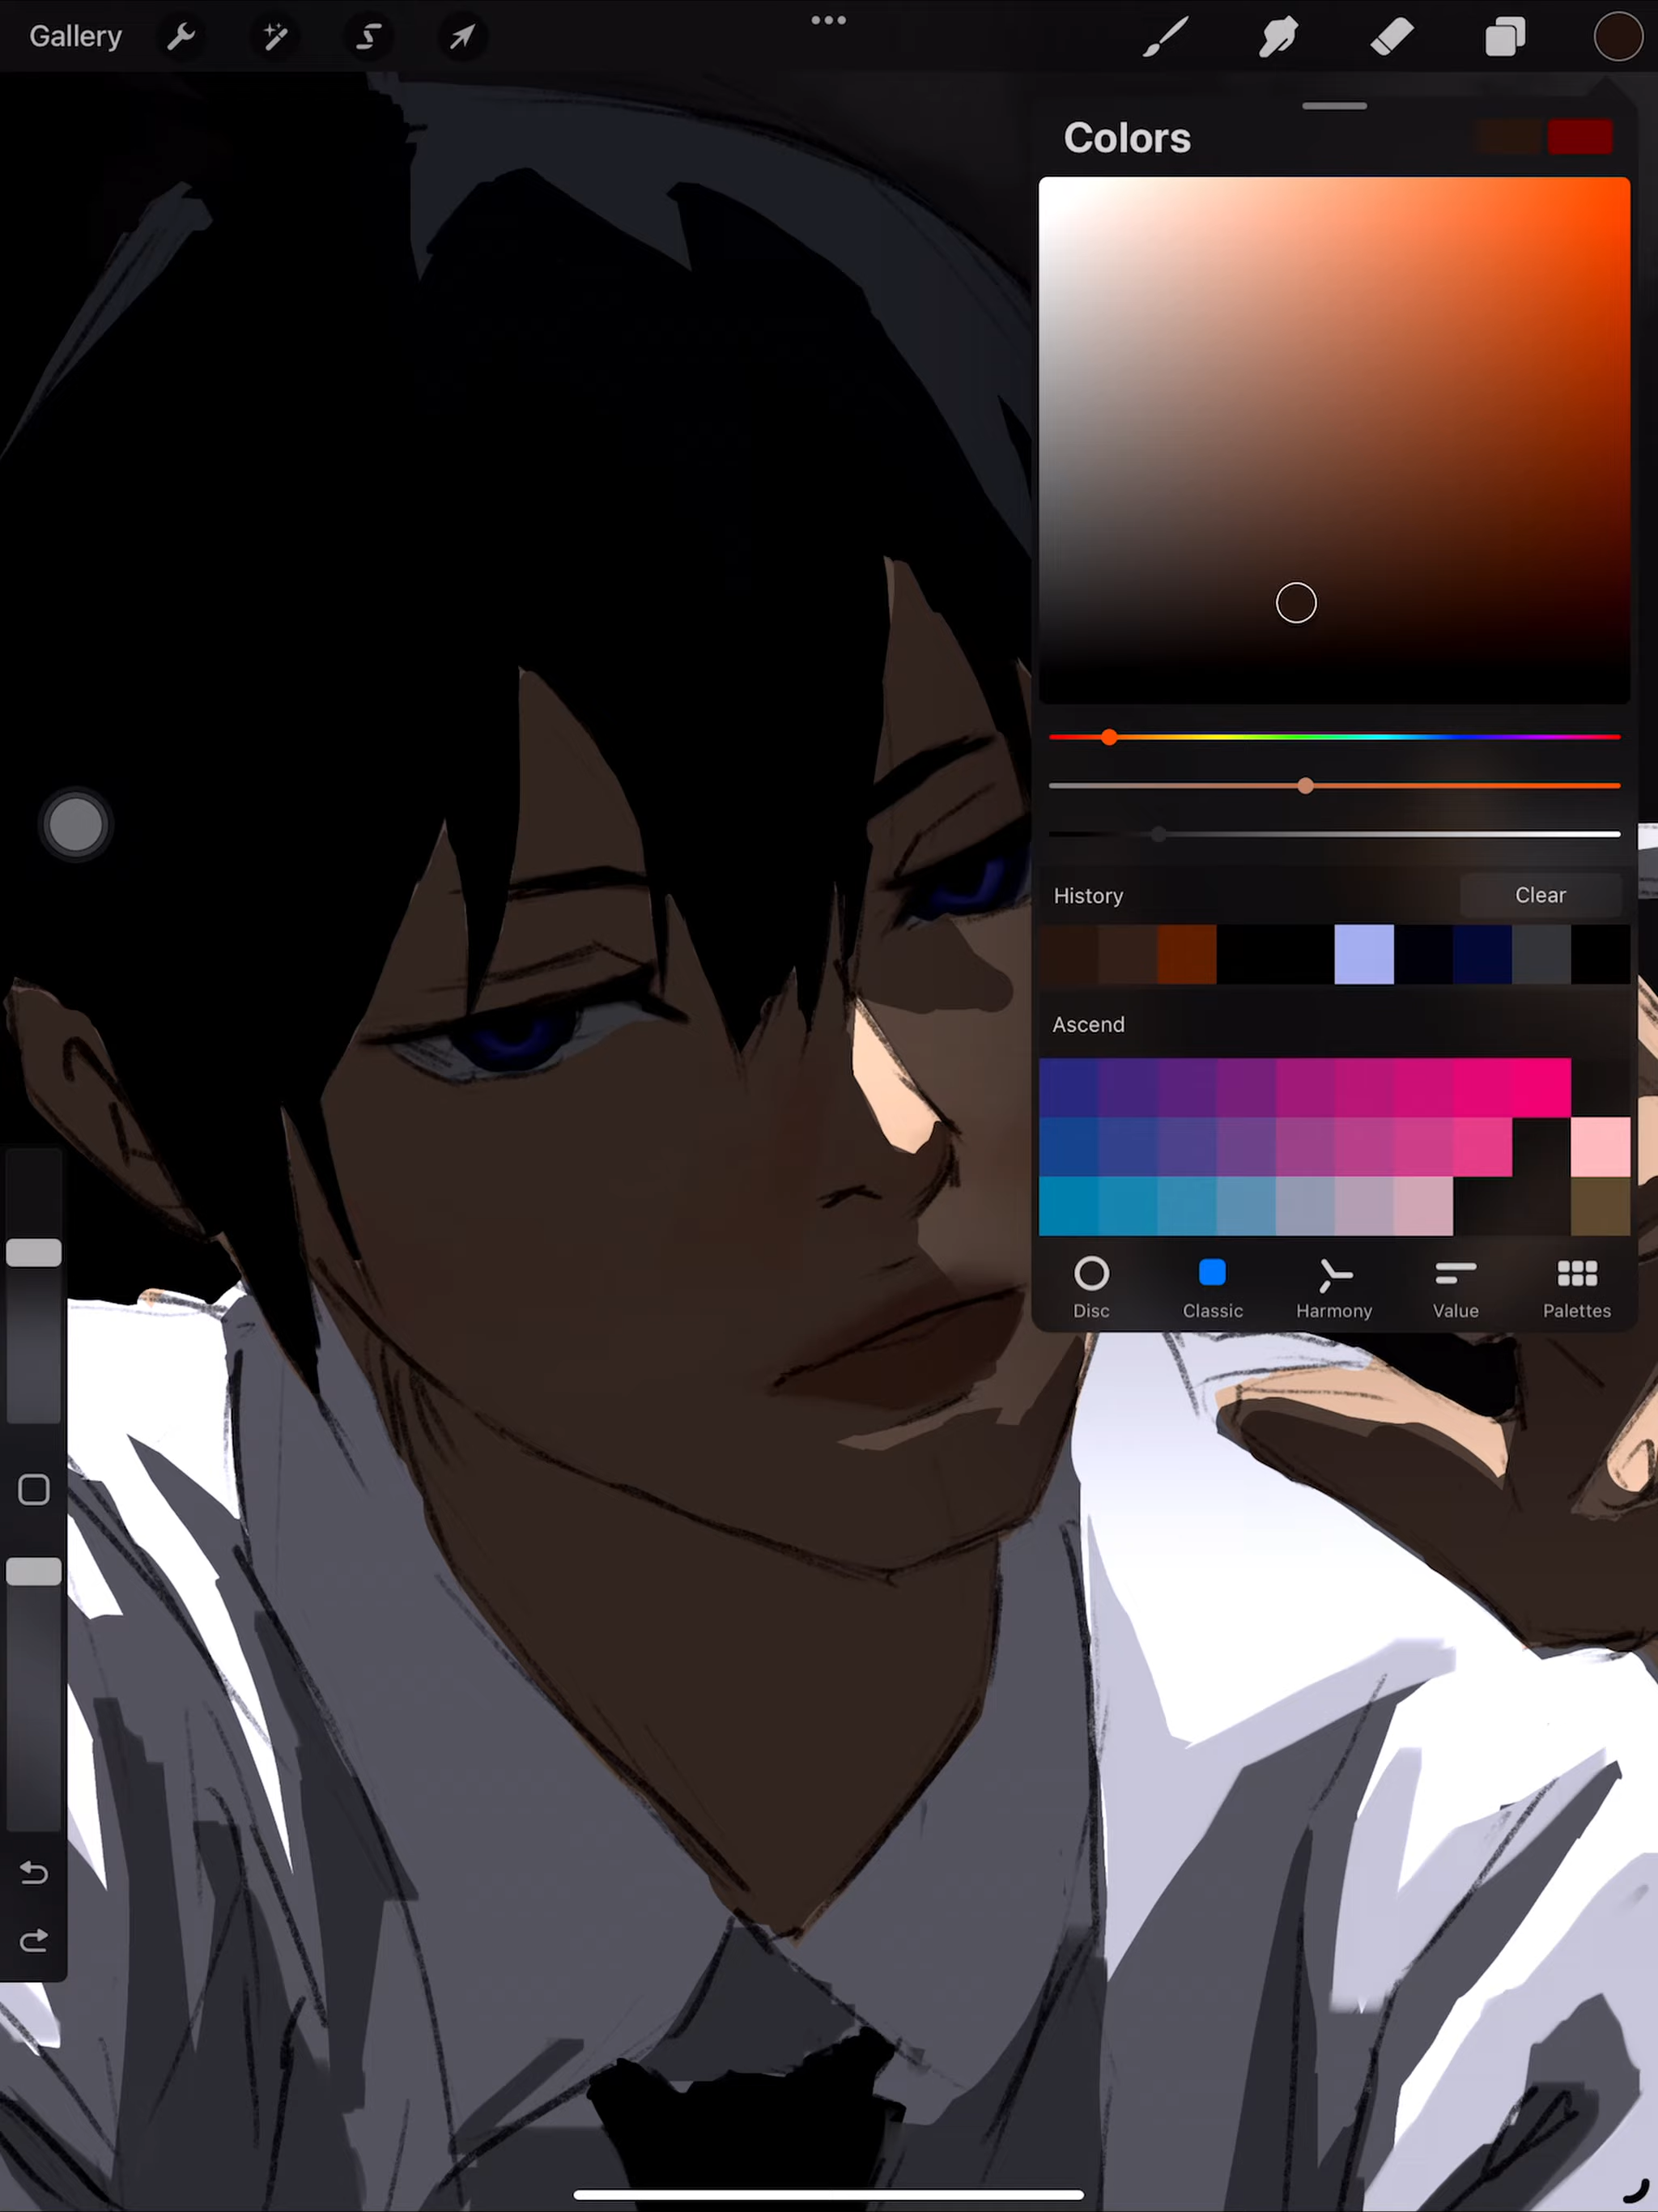 Gallery
Colors
History
Clear
Ascend
Disc
Classic
Harmony
Value
Palettes